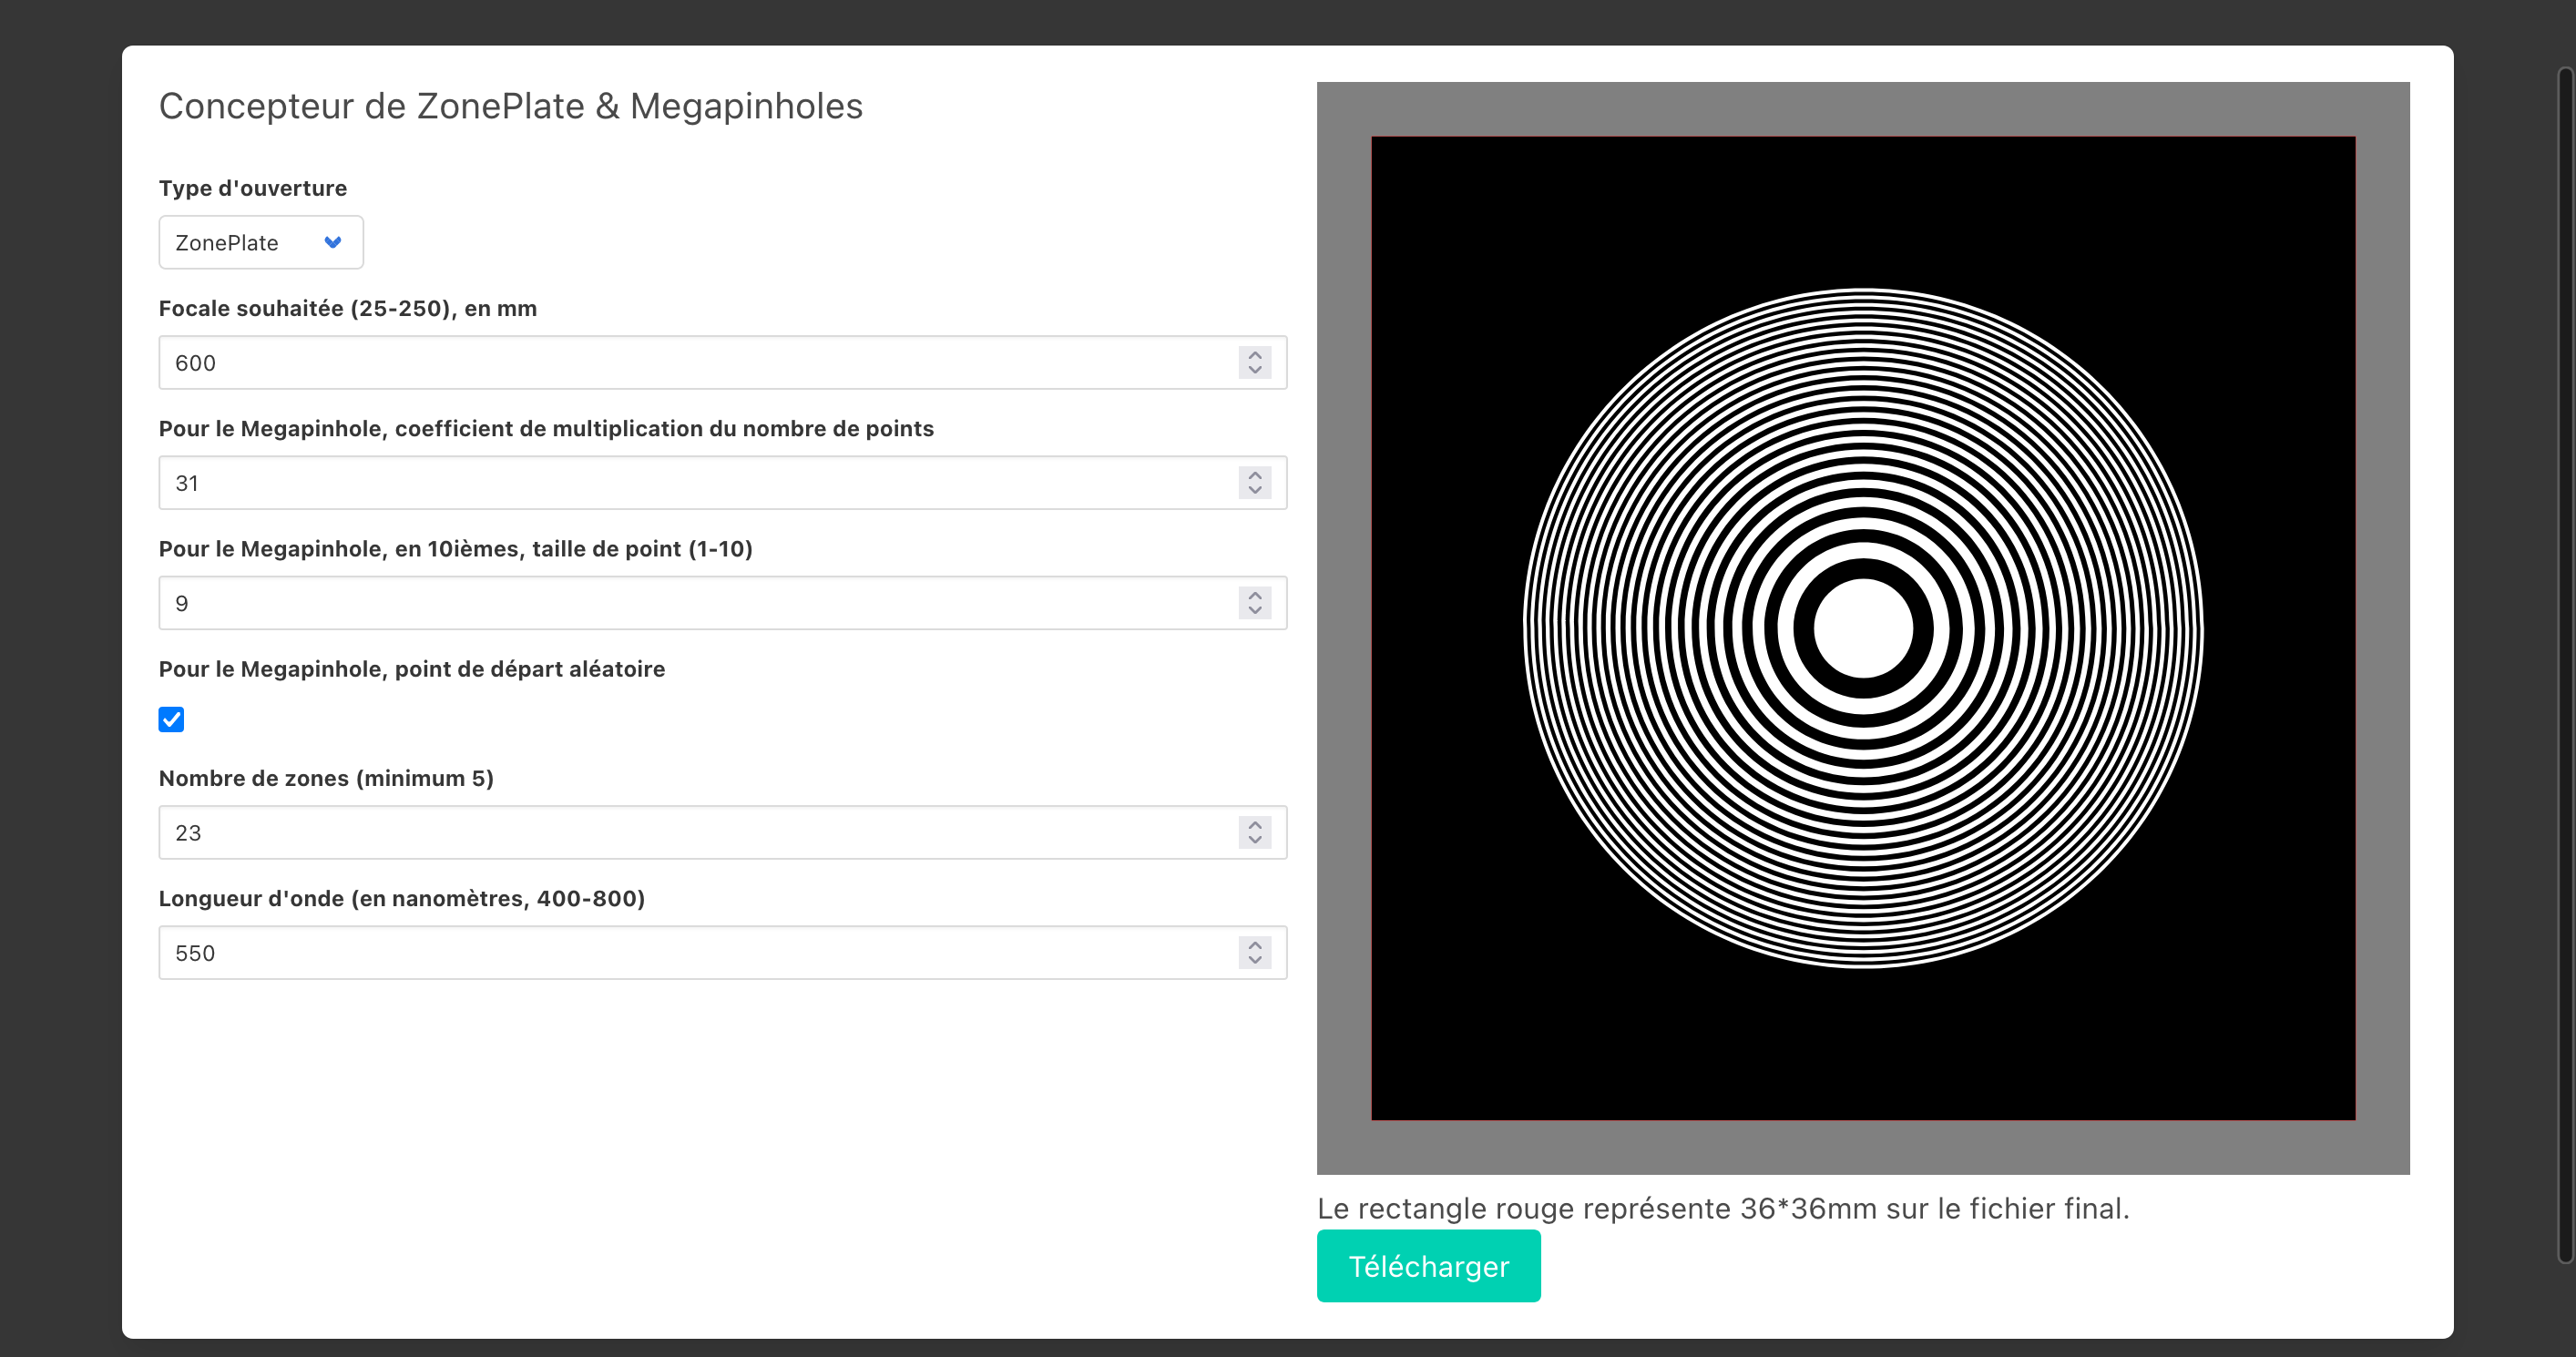 Concepteur de ZonePlate & Megapinholes
Type d'ouverture
ZonePlate
Focale souhaitée (25-250), en mm
600
Pour le Megapinhole, coefficient de multiplication du nombre de points
31
Pour le Megapinhole, en 10ièmes, taille de point (1-10)
9
Pour le Megapinhole, point de départ aléatoire
Nombre de zones (minimum 5)
23
Longueur d'onde (en nanomètres, 400-800)
550
Le rectangle rouge représente 36*36mm sur le fichier final.
Télécharger